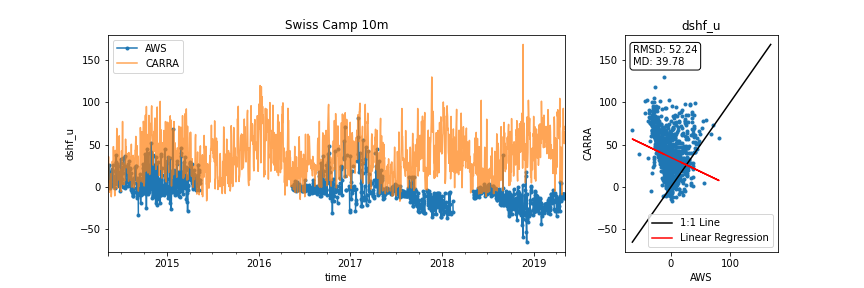 Swiss Camp 10m
AWS
CARRA
dshf_u
150
100
50
0
−50
2015
2016
2017
2018
2019
time
dshf_u
RMSD: 52.24
MD: 39.78
CARRA
150
100
50
0
−50
1:1 Line
Linear Regression
0
100
AWS